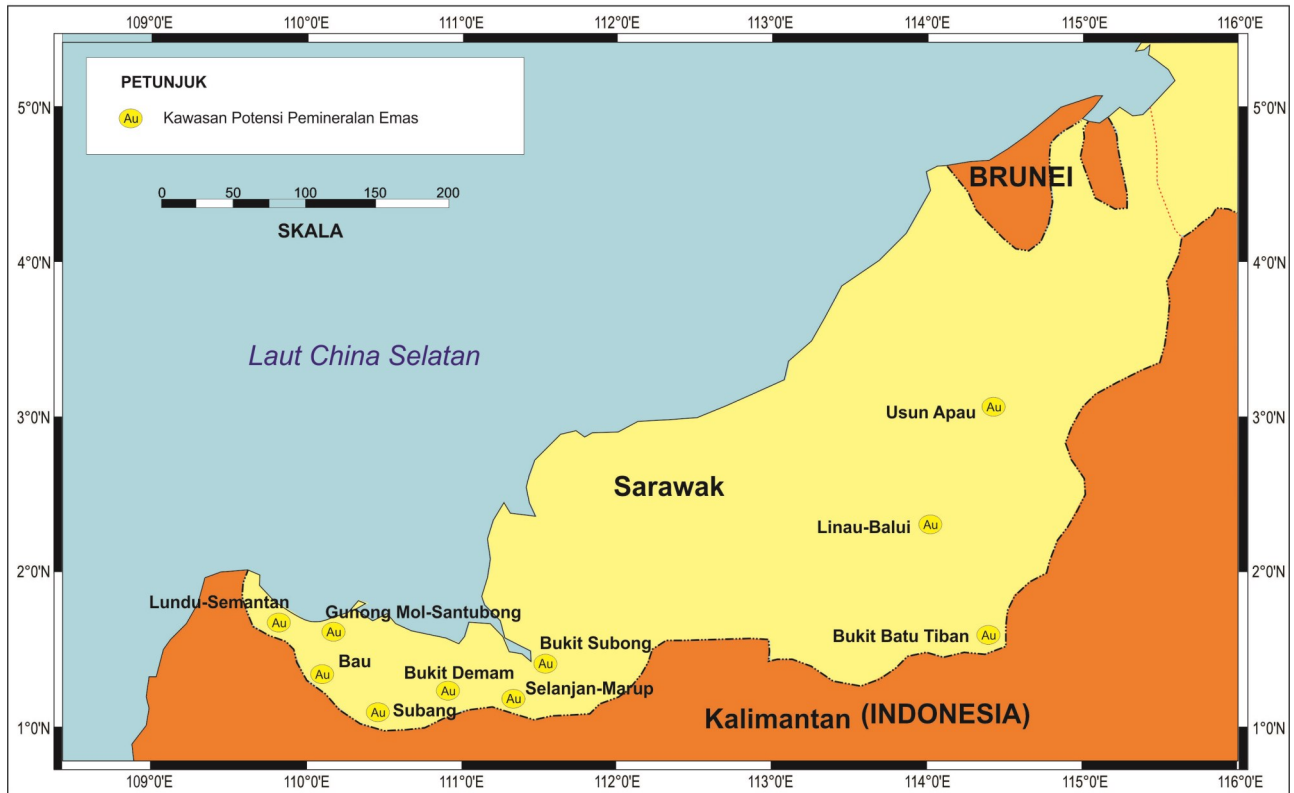 109°0'E 110°0'E 111°0'E 112°0'E 113°0'E 114°0'E 115°0'E 116°0'E
PETUNJUK
Au Kawasan Potensi Pemineralan Emas
0 50 100 150 200
SKALA
5°0'N 5°0'N
BRUNEI
4°0'N 4°0'N
Laut China Selatan
3°0'N 3°0'N
Usun Apau Au
Sarawak
Linau-Balui Au
2°0'N 2°0'N
Lundu-Semantan Au
Gunong Mol-Santubong Au
Bukit Subong Au
Bukit Batu Tiban Au
Bau Au
Bukit Demam Au
Selanjan-Marup Au
Subang Au
1°0'N 1°0'N
Kalimantan (INDONESIA)
109°0'E 110°0'E 111°0'E 112°0'E 113°0'E 114°0'E 115°0'E 116°0'E